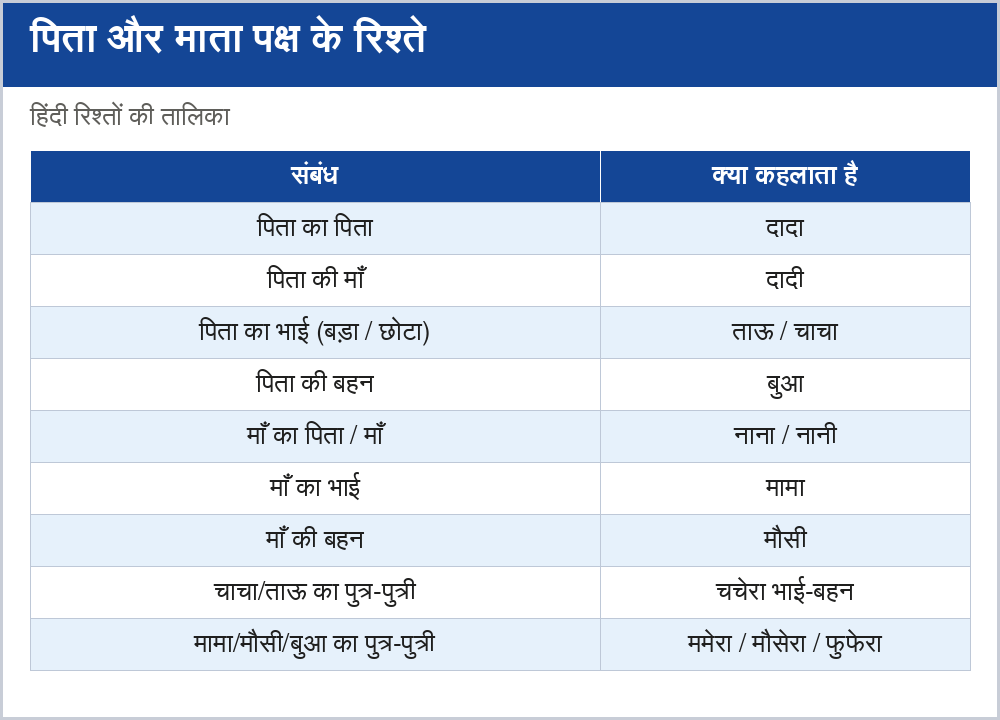 पिता और माता पक्ष के रिश्ते
हिंदी रिश्तों की तालिका
संबंध क्या कहलाता है
पिता का पिता दादा
पिता की माँ दादी
पिता का भाई (बड़ा / छोटा) ताऊ / चाचा
पिता की बहन बुआ
माँ का पिता / माँ नाना / नानी
माँ का भाई मामा
माँ की बहन मौसी
चाचा/ताऊ का पुत्र-पुत्री चचेरा भाई-बहन
मामा/मौसी/बुआ का पुत्र-पुत्री ममेरा / मौसेरा / फुफेरा